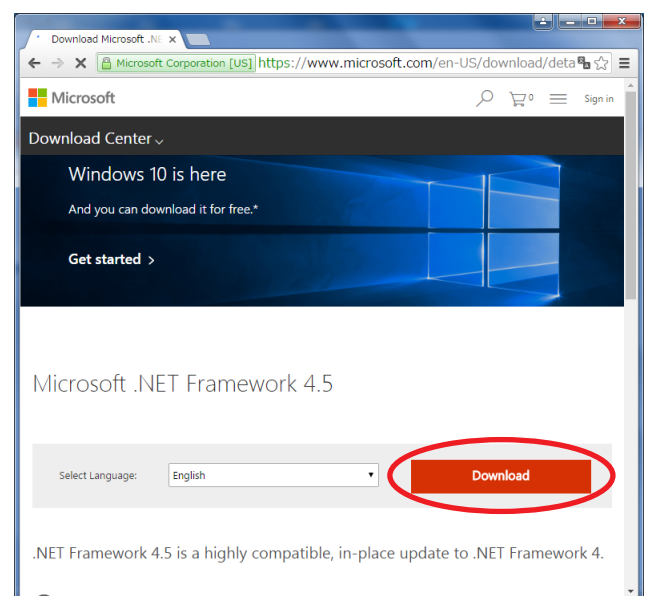 Download Microsoft .NE
Microsoft Corporation [US] https://www.microsoft.com/en-US/download/deta
Microsoft
0
Sign in
Download Center
Windows 10 is here
And you can download it for free.*
Get started >
Microsoft .NET Framework 4.5
Select Language:
English
Download
.NET Framework 4.5 is a highly compatible, in-place update to .NET Framework 4.